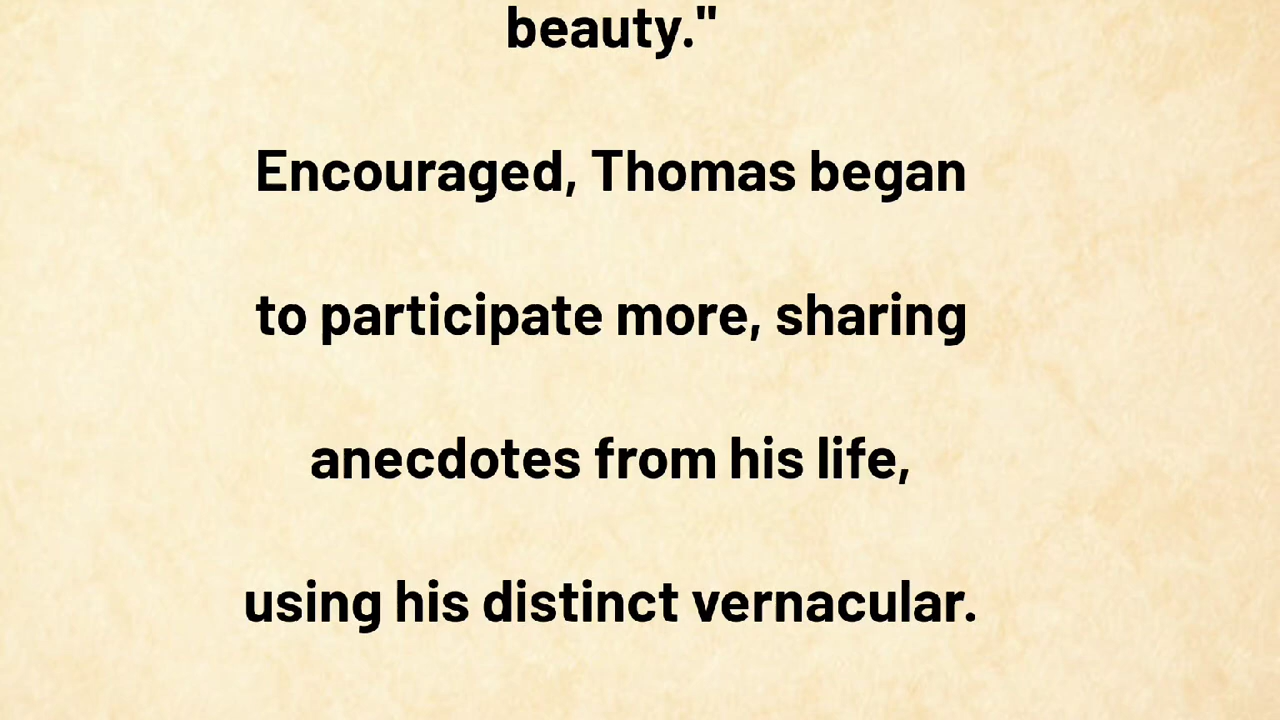 beauty."
Encouraged, Thomas began
to participate more, sharing
anecdotes from his life,
using his distinct vernacular.